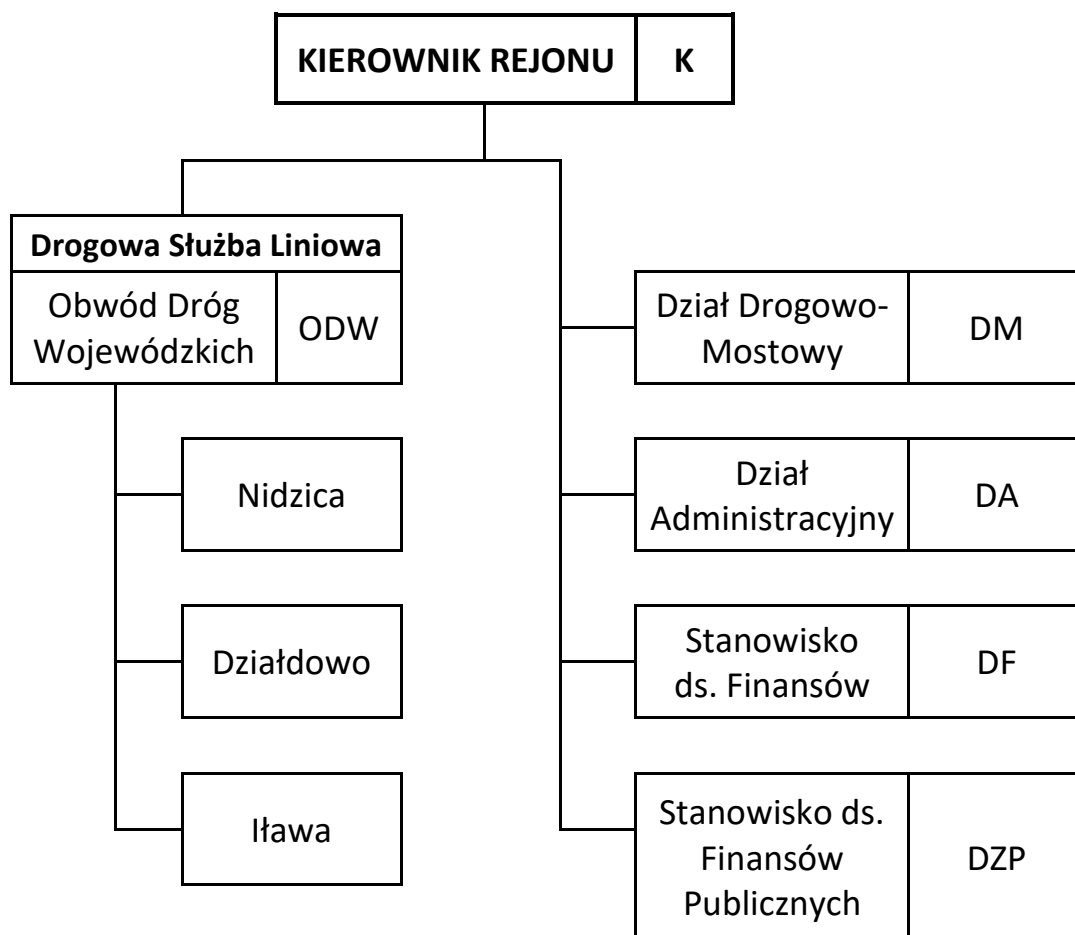 KIEROWNIK REJONU K
Drogowa Służba Liniowa
Obwód Dróg
Wojewódzkich
ODW
Nidzica
Działdowo
Iława
Dział Drogowo-
Mostowy
DM
Dział
Administracyjny
DA
Stanowisko
ds. Finansów
DF
Stanowisko ds.
Finansów
Publicznych
DZP